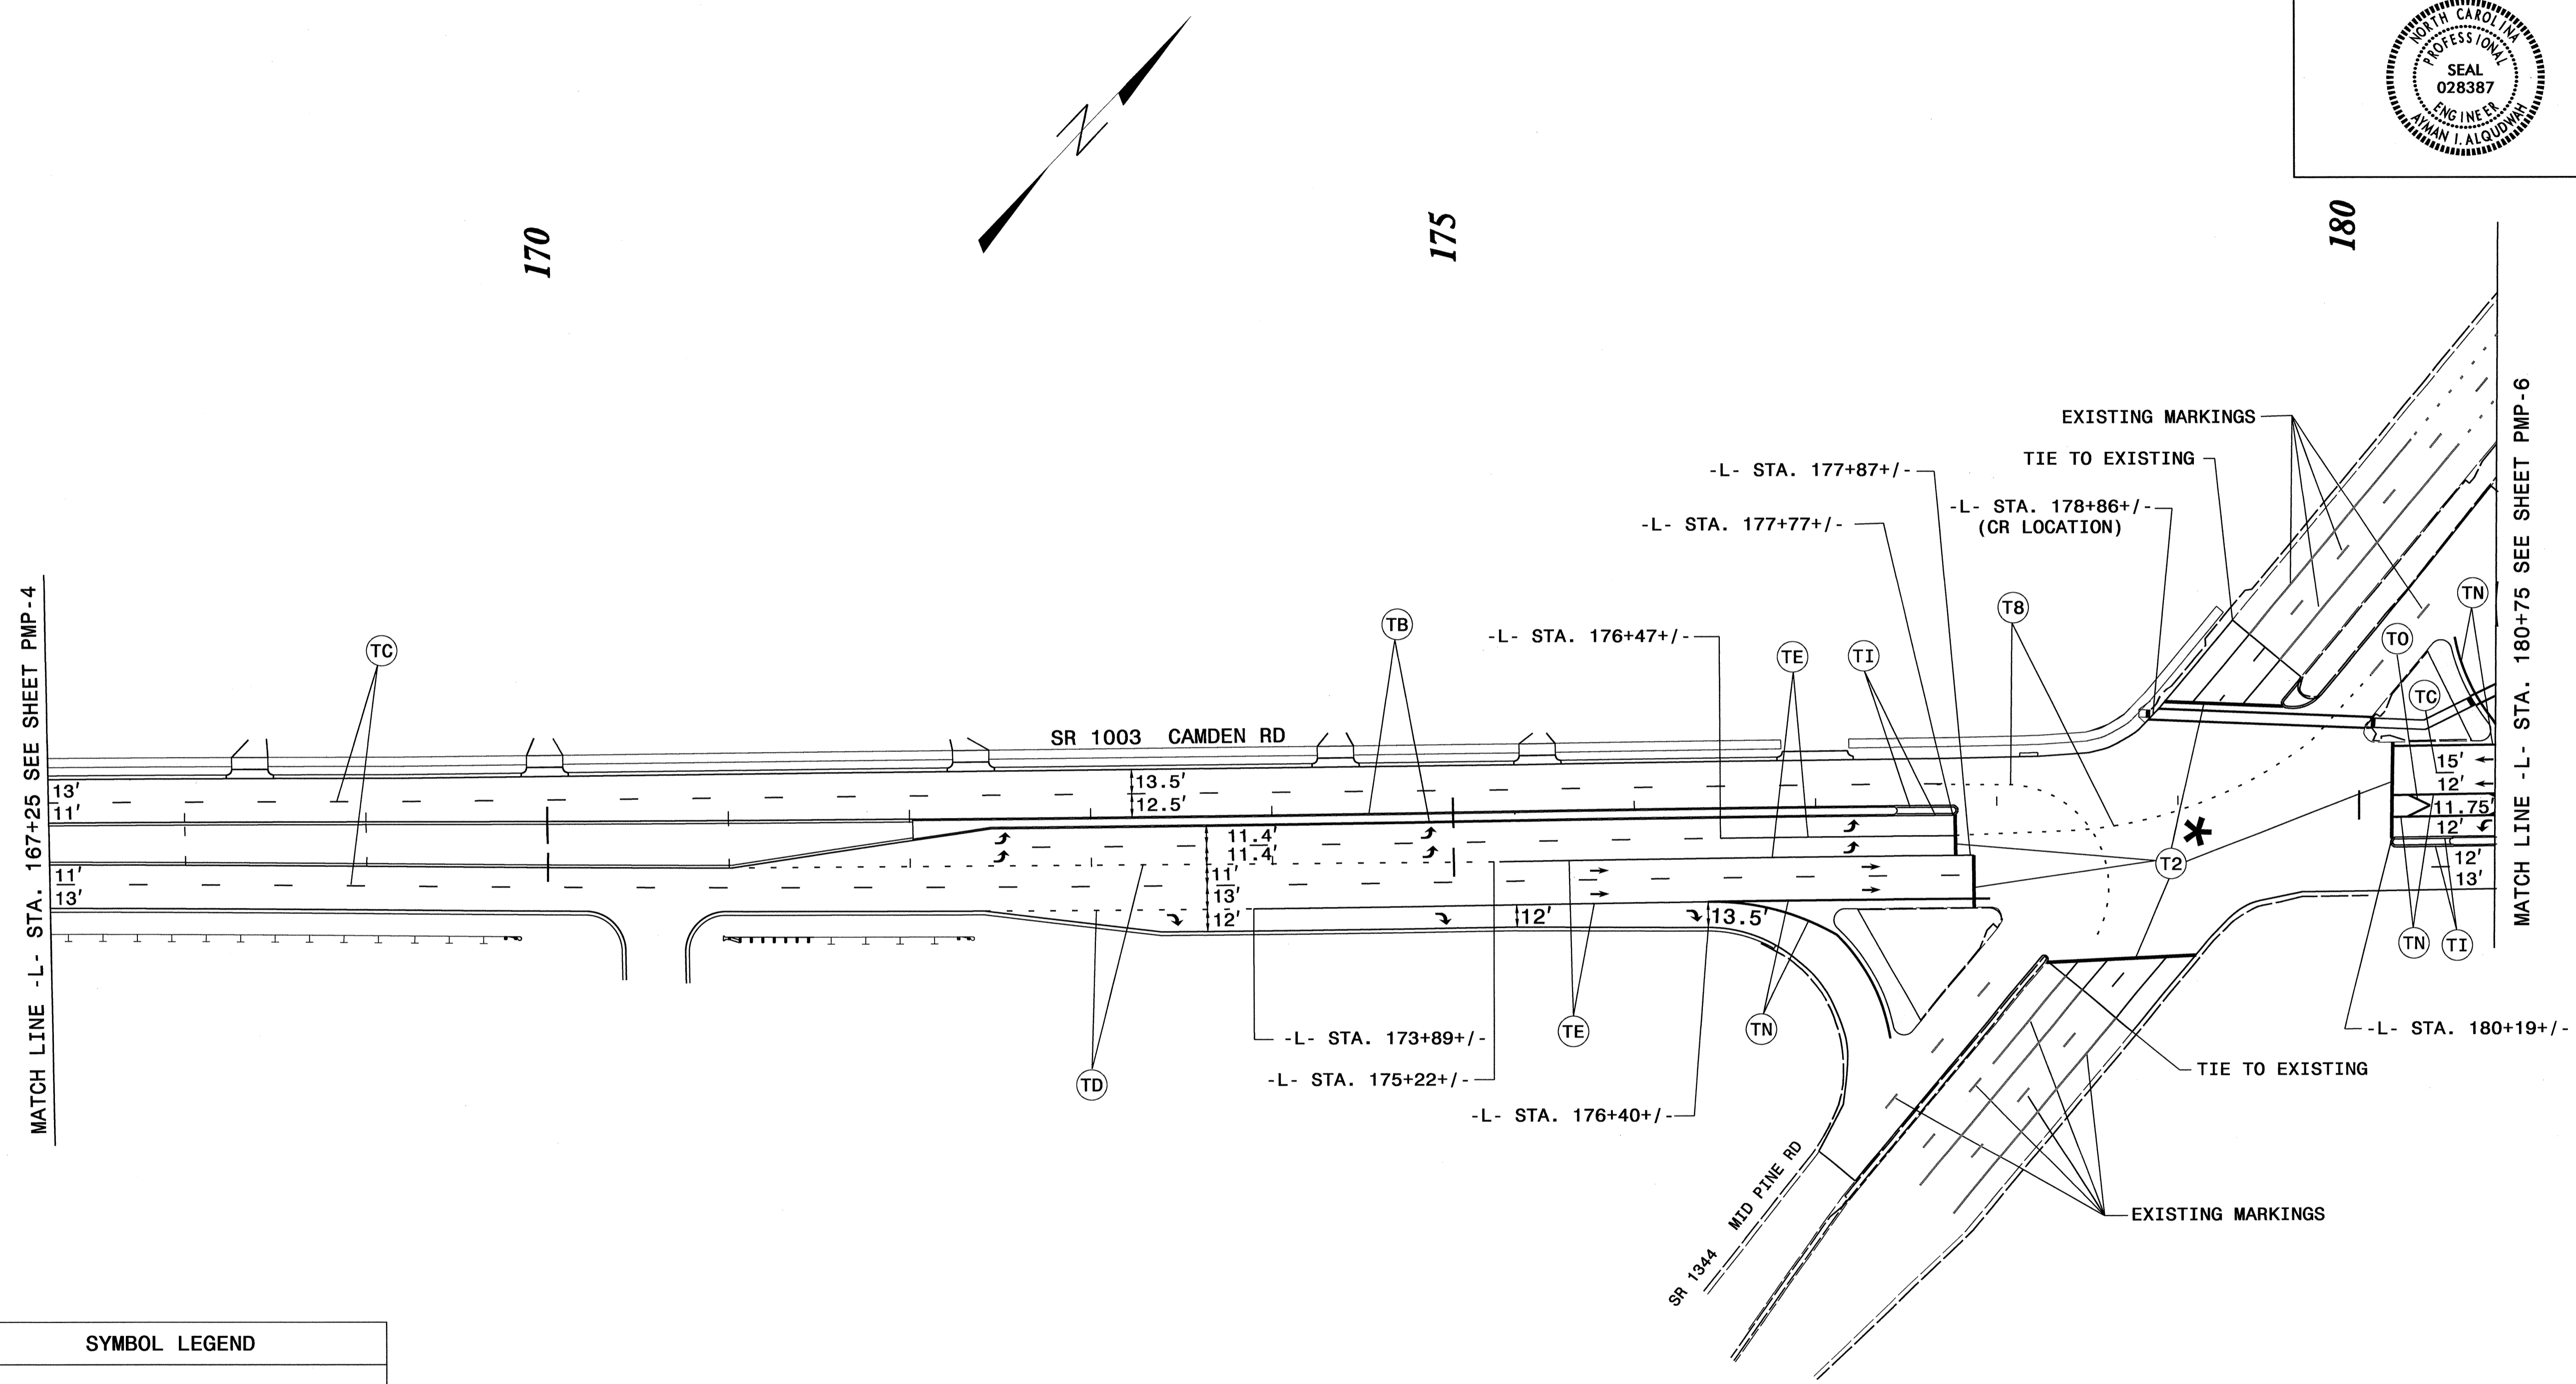 NORTH CAROLINA
PROFESSIONAL
SEAL
028387
ENGINEER
AYMAN I. ALQUDWAH
170
175
180
EXISTING MARKINGS
TIE TO EXISTING
-L- STA. 177+87+/-
-L- STA. 178+86+/-
(CR LOCATION)
-L- STA. 177+77+/-
-L- STA. 176+47+/-
MATCH LINE -L- STA. 167+25 SEE SHEET PMP-4
MATCH LINE -L- STA. 180+75 SEE SHEET PMP-6
TC
TB
TE
TI
T8
TN
TO
TC
SR 1003 CAMDEN RD
13'
11'
13.5'
12.5'
11.4'
11.4'
11'
13'
11'
13'
12'
12'
13.5'
15'
12'
11.75'
12'
12'
13'
*
T2
TD
TE
TN
TN
TI
-L- STA. 173+89+/-
-L- STA. 175+22+/-
-L- STA. 176+40+/-
-L- STA. 180+19+/-
TIE TO EXISTING
EXISTING MARKINGS
SR 1344 MID PINE RD
SYMBOL LEGEND
N